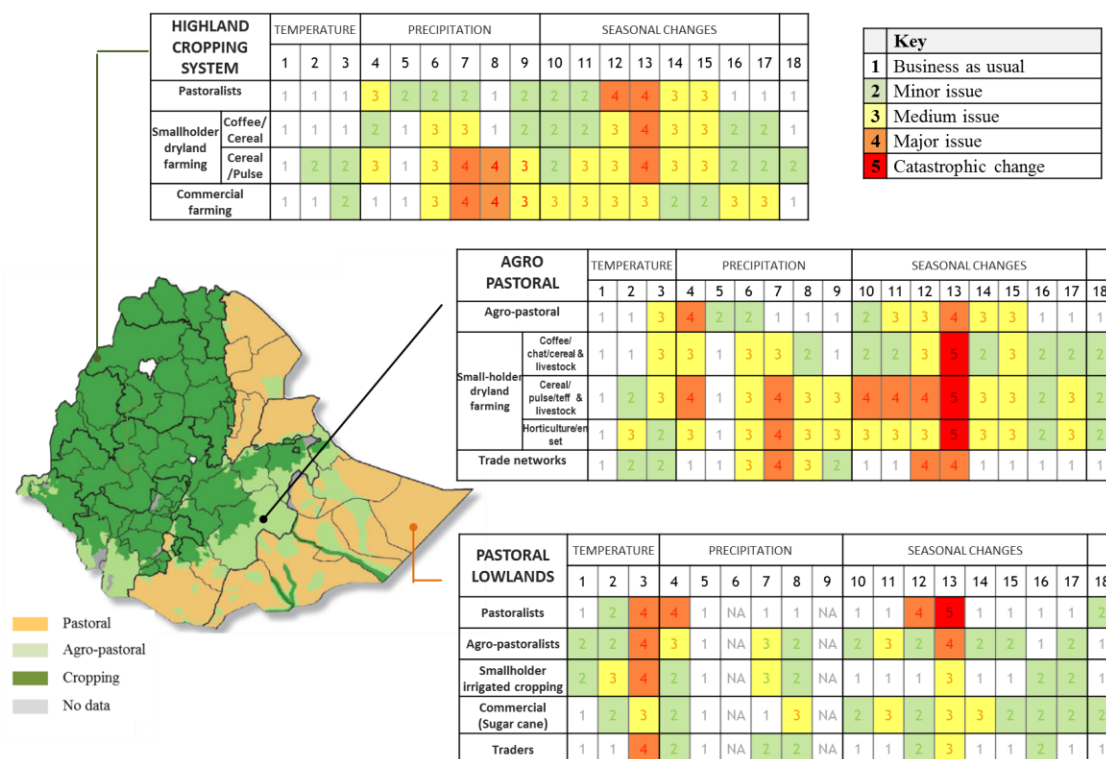 HIGHLAND CROPPING SYSTEM TEMPERATURE PRECIPITATION SEASONAL CHANGES
1 2 3 4 5 6 7 8 9 10 11 12 13 14 15 16 17 18
Pastoralists 1 1 1 3 2 2 2 1 2 2 2 4 4 3 3 1 1 1
Smallholder dryland farming
Coffee/ Cereal 1 1 1 2 1 3 3 1 2 2 3 4 3 3 2 2 1
Cereal /Pulse 1 2 2 3 1 3 4 4 3 2 3 3 4 3 3 2 2 2
Commercial farming 1 1 2 1 1 3 4 4 3 3 3 3 3 2 2 3 3 1
Key
1 Business as usual
2 Minor issue
3 Medium issue
4 Major issue
5 Catastrophic change
AGRO PASTORAL TEMPERATURE PRECIPITATION SEASONAL CHANGES
1 2 3 4 5 6 7 8 9 10 11 12 13 14 15 16 17 18
Agro-pastoral 1 1 3 4 2 2 1 1 1 2 3 3 4 3 3 1 1 1
Small-holder dryland farming
Coffee/ chat/cereal & livestock 1 1 3 3 1 3 3 2 1 2 2 3 5 2 3 2 2 2
Cereal/ pulse/teff & livestock 1 2 3 4 1 3 4 3 3 4 4 4 5 3 3 2 3 2
Horticulture/en set 1 3 2 3 1 3 4 3 3 3 3 3 5 3 3 2 3 2
Trade networks 1 2 2 1 1 3 4 3 2 1 1 4 4 1 1 1 1 1
PASTORAL LOWLANDS TEMPERATURE PRECIPITATION SEASONAL CHANGES
1 2 3 4 5 6 7 8 9 10 11 12 13 14 15 16 17 18
Pastoralists 1 2 4 4 1 NA 1 1 NA 1 1 4 5 1 1 1 1 2
Agro-pastoralists 2 2 4 3 1 NA 3 2 NA 2 3 2 4 2 2 1 2 1
Smallholder irrigated cropping 2 3 4 2 1 NA 3 2 NA 1 1 1 3 1 1 2 2 1
Commercial (Sugar cane) 1 2 3 2 1 NA 1 3 NA 2 3 2 3 3 2 2 2 2
Traders 1 1 4 2 1 NA 2 2 NA 1 1 2 3 1 1 2 1 1
Pastoral
Agro-pastoral
Cropping
No data